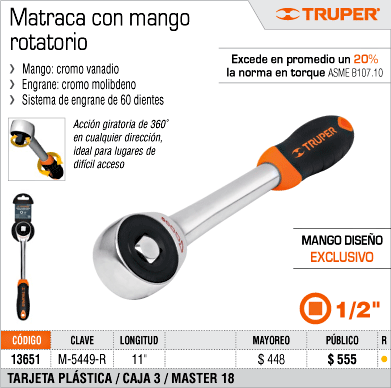 Matraca con mango
rotatorio
TRUPER
Excede en promedio un 20%
la norma en torque ASME B107.10
Mango: cromo vanadio
Engrane: cromo molibdeno
Sistema de engrane de 60 dientes
Acción giratoria de 360°
en cualquier dirección,
ideal para lugares de
difícil acceso
TRUPER
MANGO DISEÑO
EXCLUSIVO
1/2"
CÓDIGO CLAVE LONGITUD MAYOREO PÚBLICO R
13651 M-5449-R 11" $ 448 $ 555
TARJETA PLÁSTICA / CAJA 3 / MASTER 18